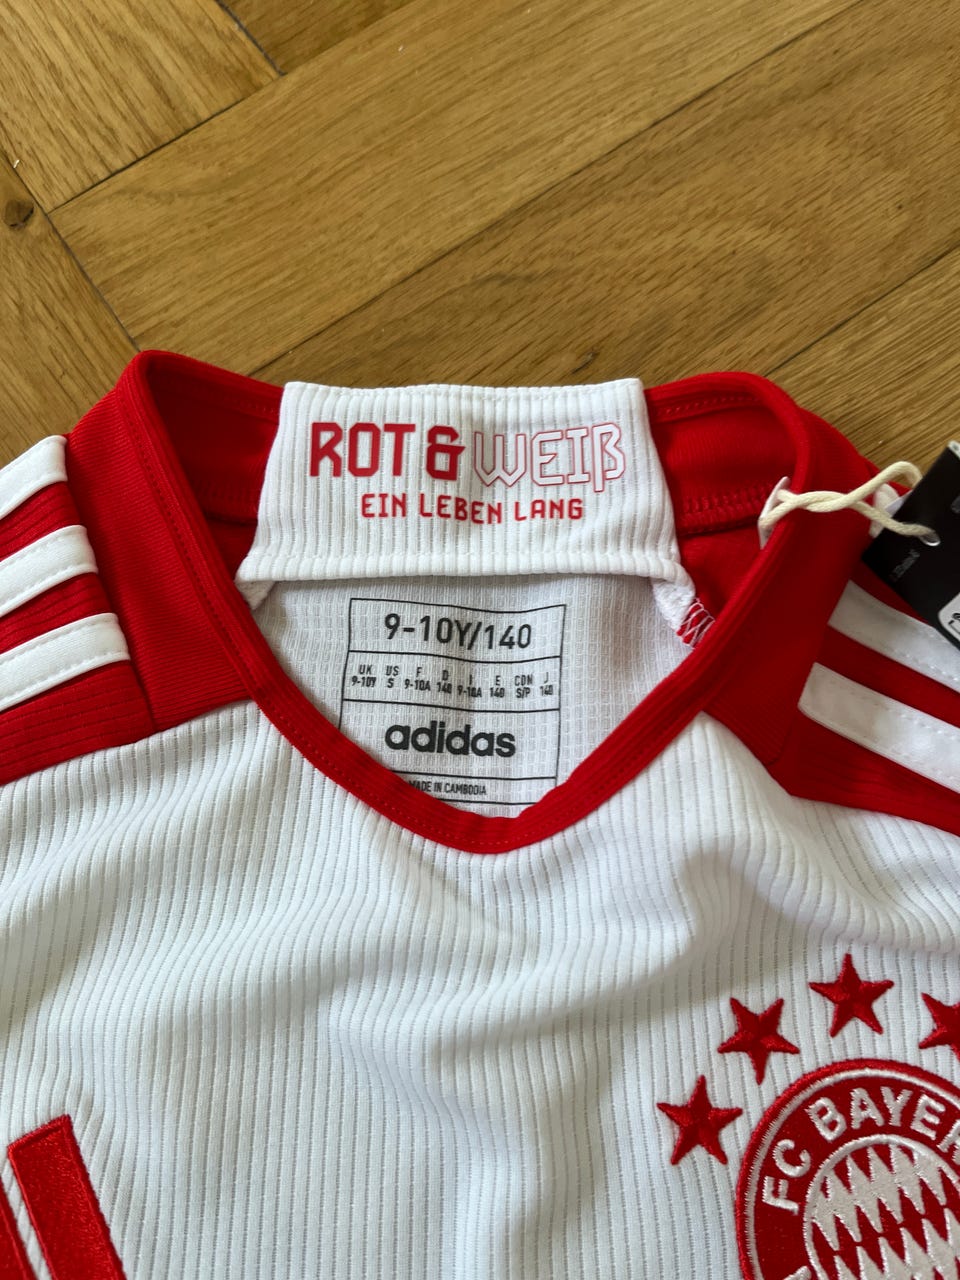 ROT & WEIß
EIN LEBEN LANG
9-10Y/140
UK US F D I E CDN J
9-10Y S 9-10A 140 9-10A 140 S/P 140
adidas
MADE IN CAMBODIA
FC BAYER